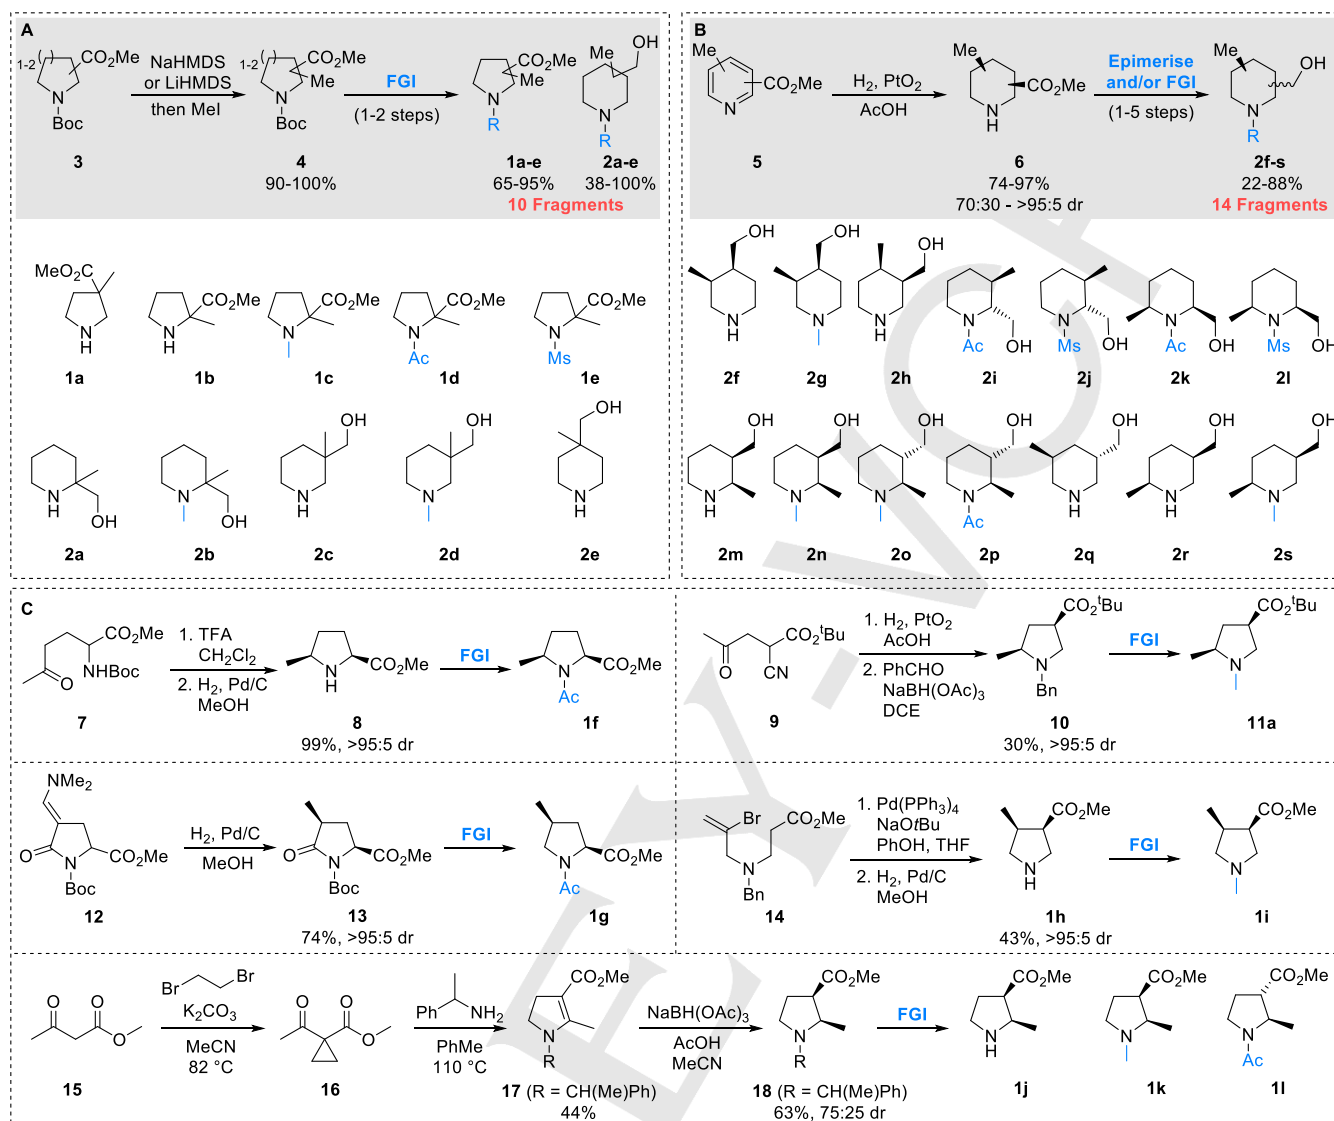 A
1-2
CO₂Me
N
Boc
3
NaHMDS
or LiHMDS
then MeI
1-2
CO₂Me
Me
N
Boc
4
90-100%
FGI
(1-2 steps)
CO₂Me
Me
N
R
1a-e
65-95%
OH
Me
N
R
2a-e
38-100%
10 Fragments
MeO₂C
N
H
1a
CO₂Me
N
H
1b
CO₂Me
N
1c
CO₂Me
N
Ac
1d
CO₂Me
N
Ms
1e
N
H
OH
2a
N
OH
2b
OH
N
H
2c
OH
N
2d
OH
N
H
2e
B
Me
CO₂Me
N
5
H₂, PtO₂
AcOH
Me
CO₂Me
N
H
6
74-97%
70:30 - >95:5 dr
Epimerise
and/or FGI
(1-5 steps)
Me
OH
N
R
2f-s
22-88%
14 Fragments
OH
N
H
2f
OH
N
2g
OH
N
H
2h
N
Ac
OH
2i
N
Ms
OH
2j
N
Ac
OH
2k
N
Ms
OH
2l
OH
N
H
2m
OH
N
2n
OH
N
2o
OH
N
Ac
2p
OH
N
H
2q
OH
N
H
2r
OH
N
2s
C
CO₂Me
NHBoc
O
7
1. TFA
CH₂Cl₂
2. H₂, Pd/C
MeOH
N
H
CO₂Me
8
99%, >95:5 dr
FGI
N
CO₂Me
Ac
1f
O
CO₂ᵗBu
CN
9
1. H₂, PtO₂
AcOH
2. PhCHO
NaBH(OAc)₃
DCE
CO₂ᵗBu
N
Bn
10
30%, >95:5 dr
FGI
CO₂ᵗBu
N
11a
NMe₂
O
N
CO₂Me
Boc
12
H₂, Pd/C
MeOH
O
N
CO₂Me
Boc
13
74%, >95:5 dr
FGI
N
CO₂Me
Ac
1g
Br
CO₂Me
N
Bn
14
1. Pd(PPh₃)₄
NaOtBu
PhOH, THF
2. H₂, Pd/C
MeOH
CO₂Me
N
H
1h
43%, >95:5 dr
FGI
CO₂Me
N
1i
O
O
O
15
Br
Br
K₂CO₃
MeCN
82 °C
O
O
O
16
Ph
NH₂
PhMe
110 °C
CO₂Me
N
R
17 (R = CH(Me)Ph)
44%
NaBH(OAc)₃
AcOH
MeCN
CO₂Me
N
R
18 (R = CH(Me)Ph)
63%, 75:25 dr
FGI
CO₂Me
N
H
1j
CO₂Me
N
1k
CO₂Me
N
Ac
1l